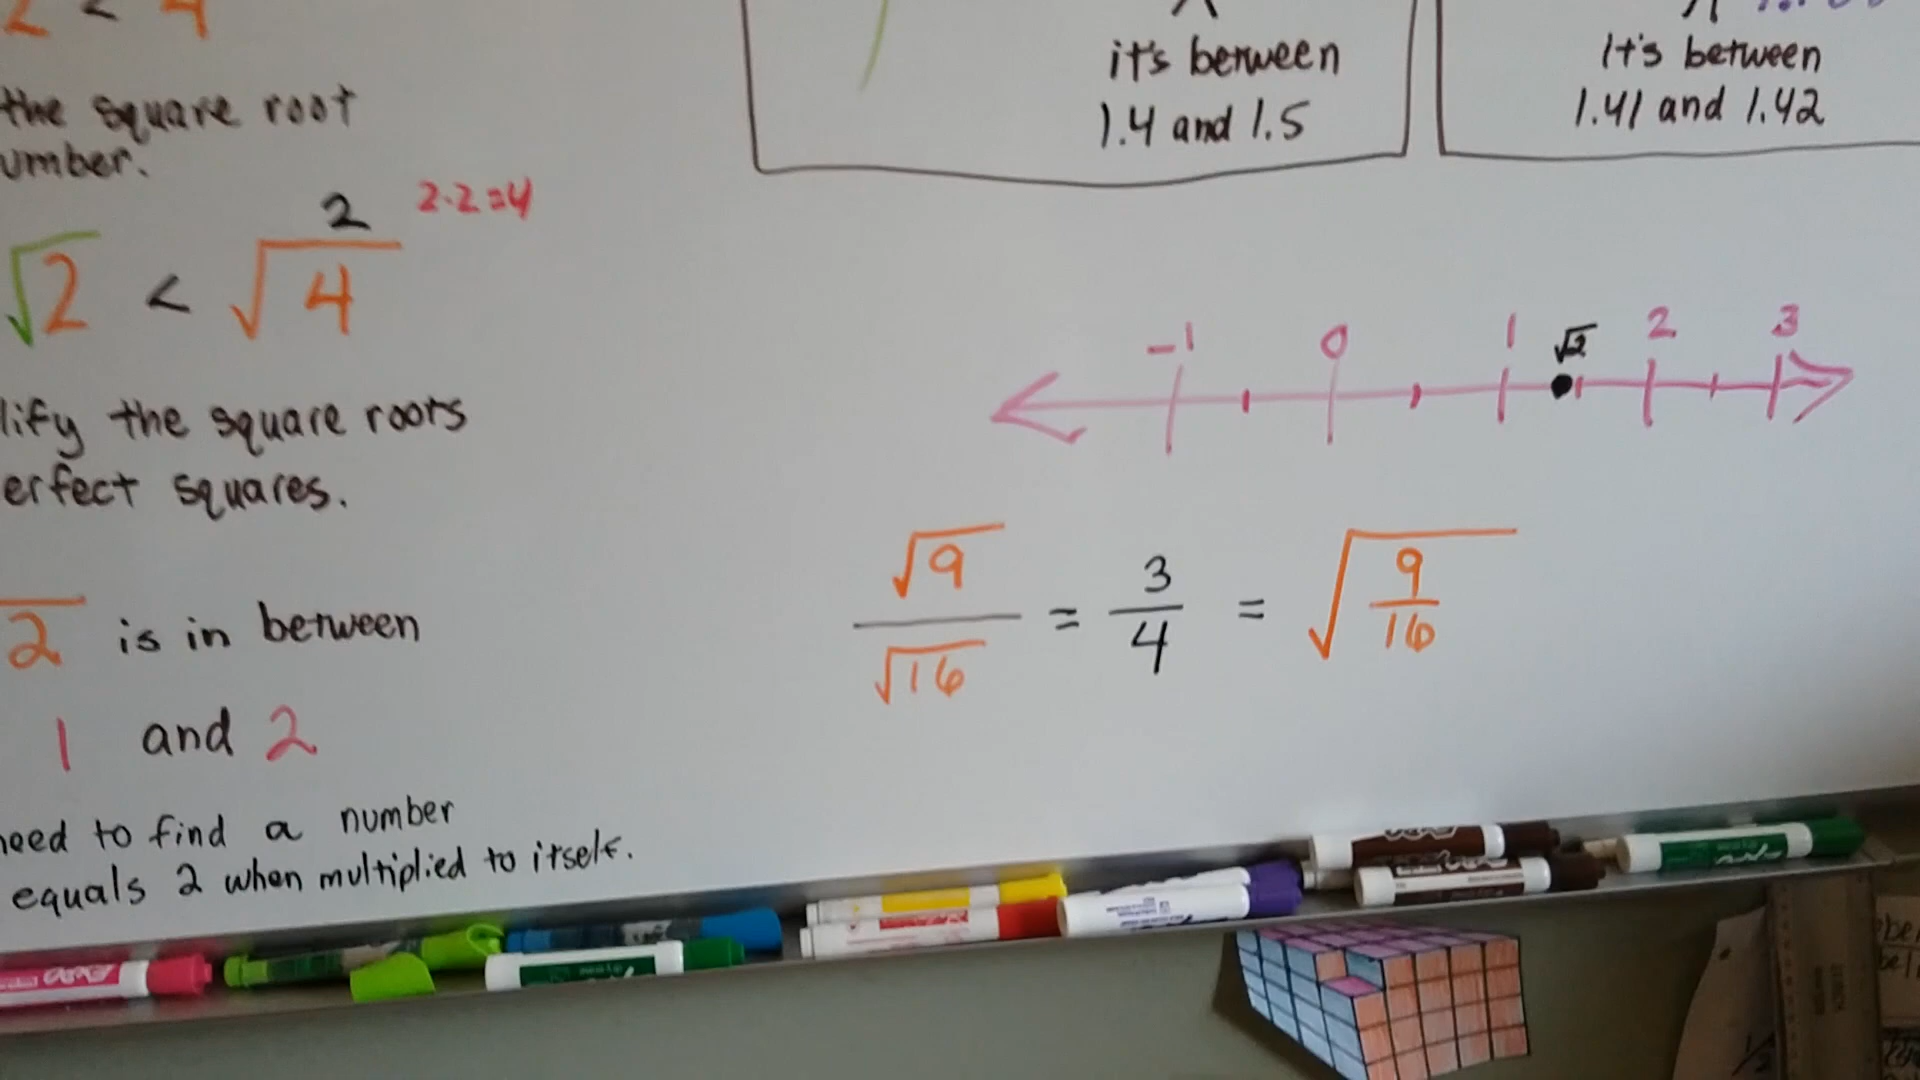 2 < 4
the square root
umber.
2 2·2=4
√2 < √4
lify the square roots
erfect squares.
2 is in between
1 and 2
need to find a number
equals 2 when multiplied to itself.
it's between
1.4 and 1.5
It's between
1.41 and 1.42
-1 0 1 √2 2 3
√9/√16 = 3/4 = √9/16